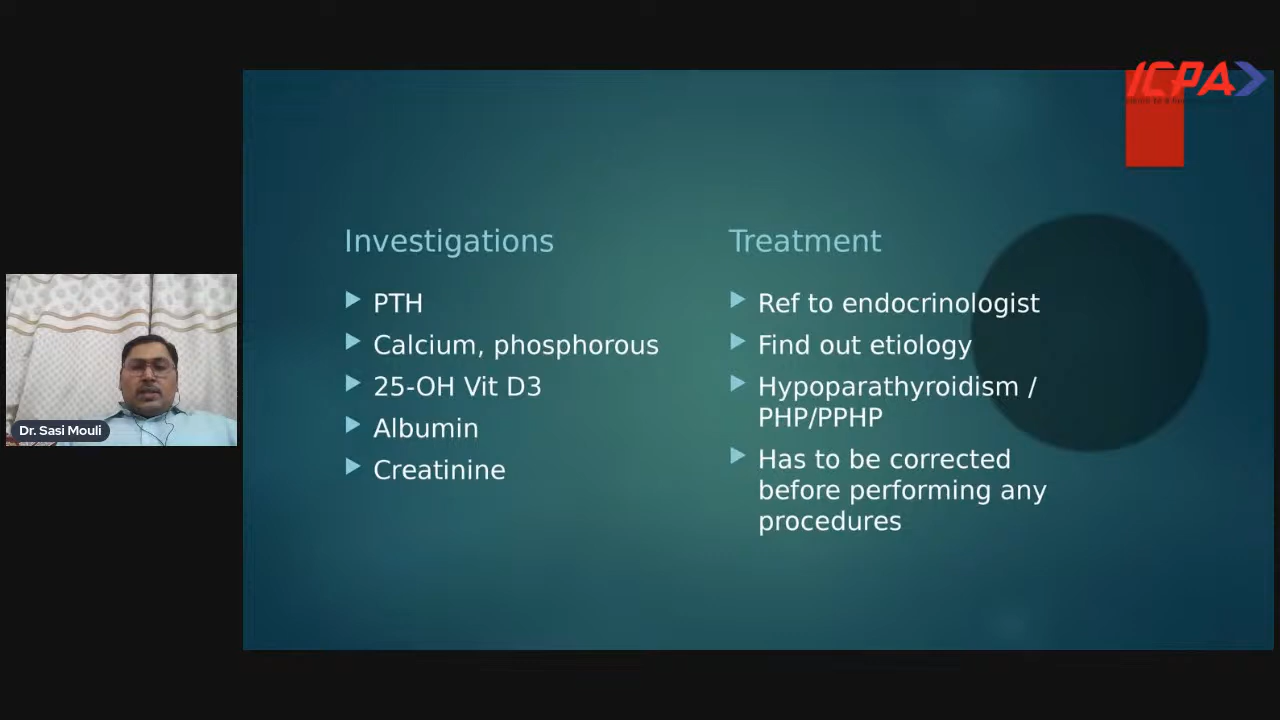 ICPA
Investigations
PTH
Calcium, phosphorous
25-OH Vit D3
Albumin
Creatinine
Treatment
Ref to endocrinologist
Find out etiology
Hypoparathyroidism /
PHP/PPHP
Has to be corrected
before performing any
procedures
Dr. Sasi Mouli